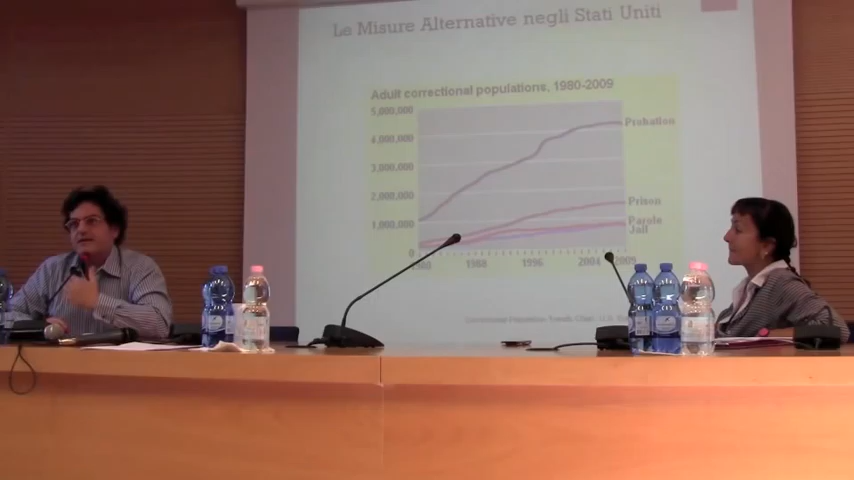 Le Misure Alternative negli Stati Uniti
Adult correctional populations, 1980-2009
5,000,000
Probation
4,000,000
3,000,000
2,000,000
Prison
1,000,000
Parole
Jail
0
1988 1996 2004 2009